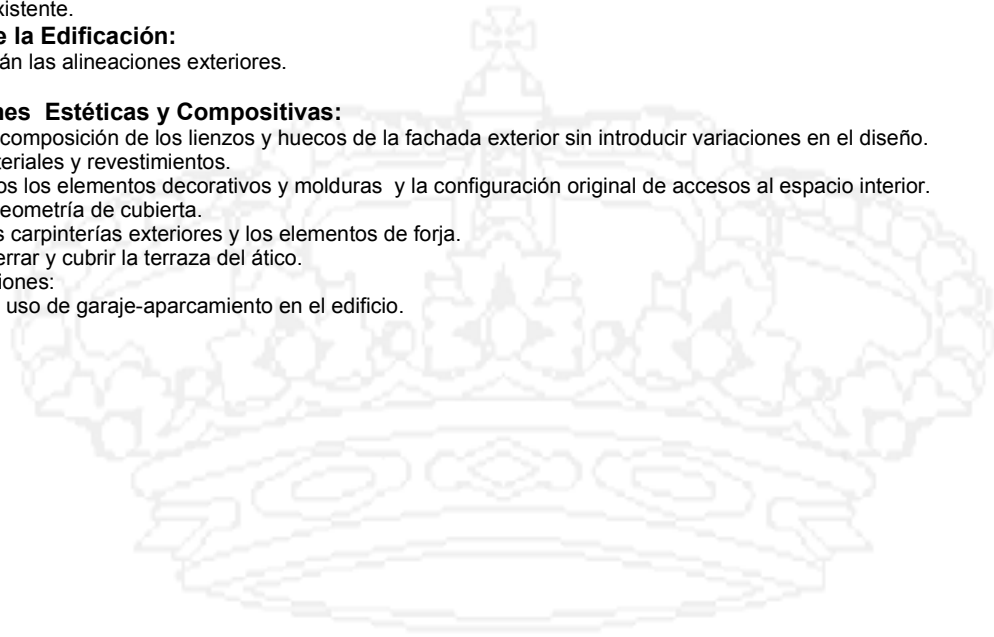 xistente.
e la Edificación:
án las alineaciones exteriores.
nes Estéticas y Compositivas:
composición de los lienzos y huecos de la fachada exterior sin introducir variaciones en el diseño.
teriales y revestimientos.
os los elementos decorativos y molduras y la configuración original de accesos al espacio interior.
eometría de cubierta.
s carpinterías exteriores y los elementos de forja.
errar y cubrir la terraza del ático.
iones:
uso de garaje-aparcamiento en el edificio.